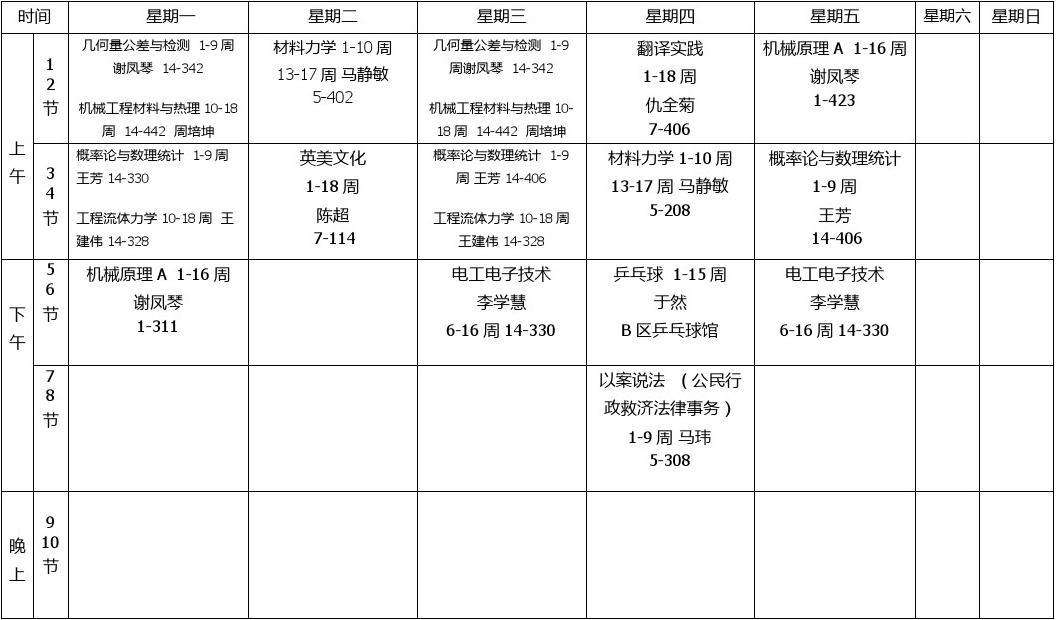 时间 星期一 星期二 星期三 星期四 星期五 星期六 星期日
上
午
1
2
节
几何量公差与检测 1-9 周
谢凤琴 14-342
机械工程材料与热理 10-18
周 14-442 周培坤
材料力学 1-10 周
13-17 周 马静敏
5-402
几何量公差与检测 1-9
周谢凤琴 14-342
机械工程材料与热理 10-
18 周 14-442 周培坤
翻译实践
1-18 周
仇全菊
7-406
机械原理 A 1-16 周
谢凤琴
1-423
3
4
节
概率论与数理统计 1-9 周
王芳 14-330
工程流体力学 10-18 周 王
建伟 14-328
英美文化
1-18 周
陈超
7-114
概率论与数理统计 1-9
周 王芳 14-406
工程流体力学 10-18 周
王建伟 14-328
材料力学 1-10 周
13-17 周 马静敏
5-208
概率论与数理统计
1-9 周
王芳
14-406
下
午
5
6
节
机械原理 A 1-16 周
谢凤琴
1-311
电工电子技术
李学慧
6-16 周 14-330
乒乓球 1-15 周
于然
B 区乒乓球馆
电工电子技术
李学慧
6-16 周 14-330
7
8
节
以案说法 （公民行
政救济法律事务）
1-9 周 马玮
5-308
晚
上
9
10
节